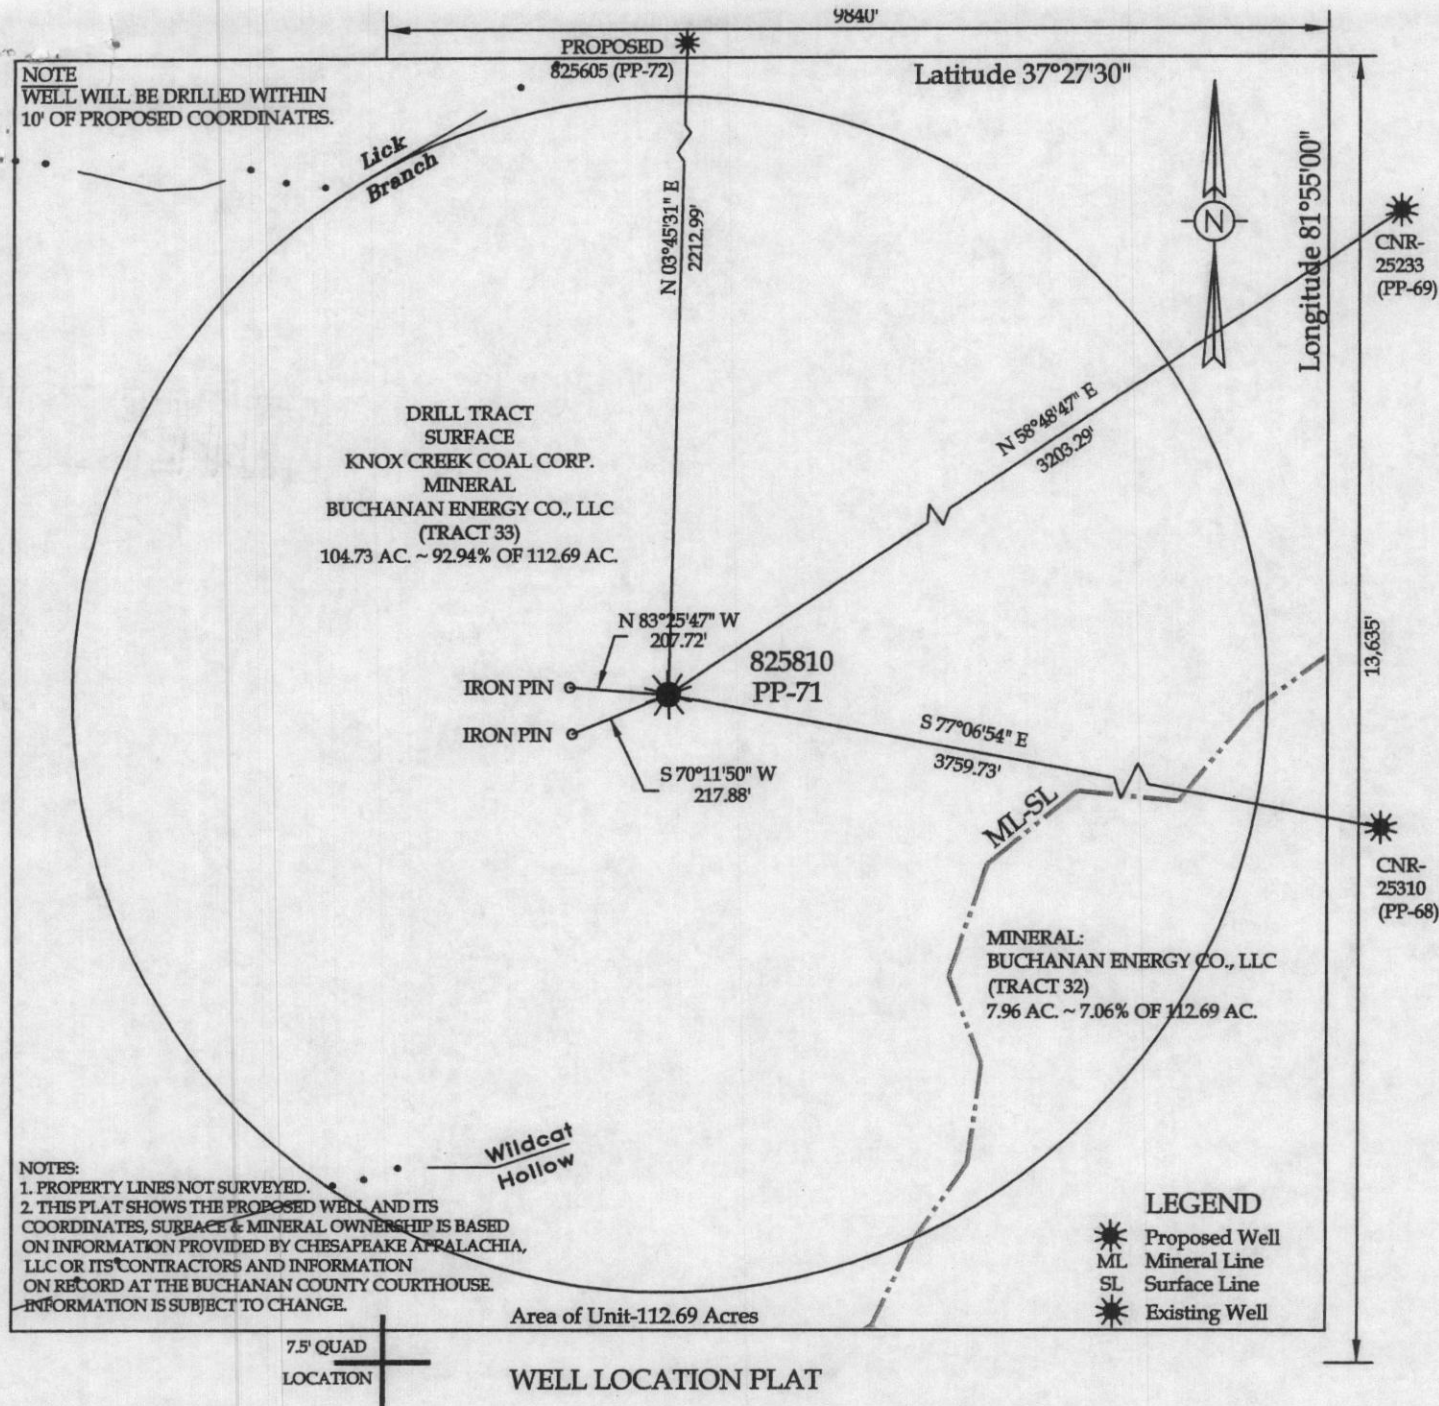 9840'
PROPOSED
825605 (PP-72)
Latitude 37°27'30"
NOTE
WELL WILL BE DRILLED WITHIN
10' OF PROPOSED COORDINATES.
Lick
Branch
Longitude 81°55'00"
N 03°45'31" E
2212.99'
N
CNR-
25233
(PP-69)
N 58°48'47" E
3203.29'
DRILL TRACT
SURFACE
KNOX CREEK COAL CORP.
MINERAL
BUCHANAN ENERGY CO., LLC
(TRACT 33)
104.73 AC. ~ 92.94% OF 112.69 AC.
N 83°25'47" W
207.72'
825810
PP-71
IRON PIN
IRON PIN
S 70°11'50" W
217.88'
S 77°06'54" E
3759.73'
13,635'
ML-SL
CNR-
25310
(PP-68)
MINERAL:
BUCHANAN ENERGY CO., LLC
(TRACT 32)
7.96 AC. ~ 7.06% OF 112.69 AC.
Wildcat
Hollow
NOTES:
1. PROPERTY LINES NOT SURVEYED.
2. THIS PLAT SHOWS THE PROPOSED WELL AND ITS
COORDINATES, SURFACE & MINERAL OWNERSHIP IS BASED
ON INFORMATION PROVIDED BY CHESAPEAKE APPALACHIA,
LLC OR ITS CONTRACTORS AND INFORMATION
ON RECORD AT THE BUCHANAN COUNTY COURTHOUSE.
INFORMATION IS SUBJECT TO CHANGE.
LEGEND
Proposed Well
ML Mineral Line
SL Surface Line
Existing Well
Area of Unit-112.69 Acres
7.5' QUAD
LOCATION
WELL LOCATION PLAT